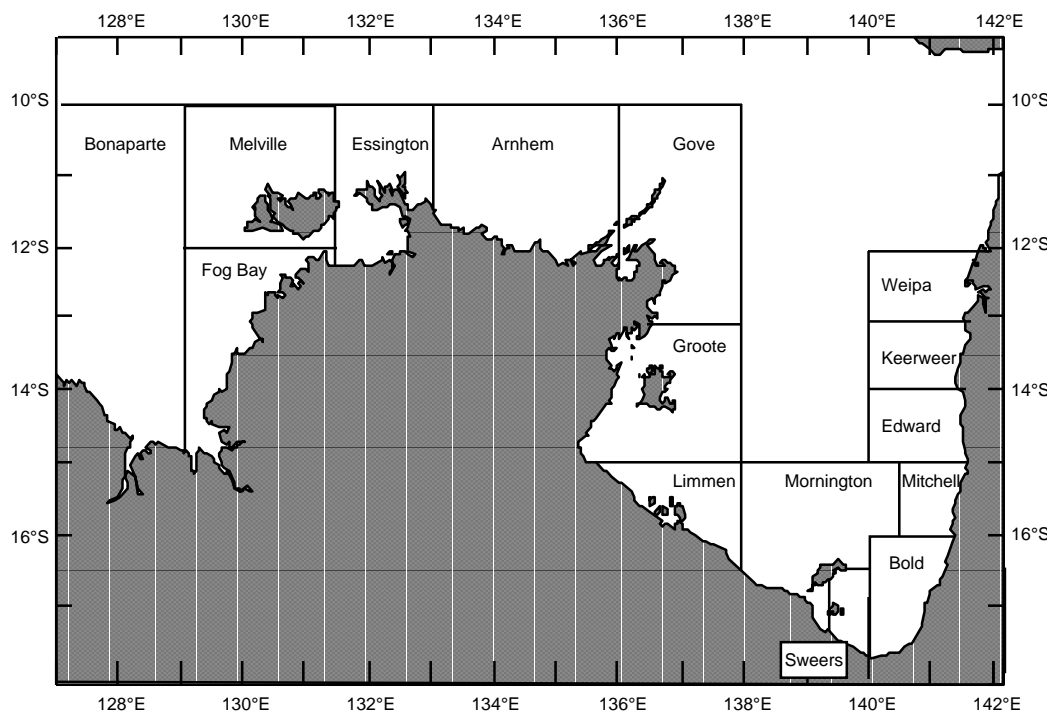 128°E 130°E 132°E 134°E 136°E 138°E 140°E 142°E
10°S 10°S
Bonaparte Melville Essington Arnhem Gove
12°S 12°S
Fog Bay
Weipa
Groote
Keerweer
14°S 14°S
Edward
Limmen Mornington Mitchell
16°S 16°S
Bold
Sweers
128°E 130°E 132°E 134°E 136°E 138°E 140°E 142°E